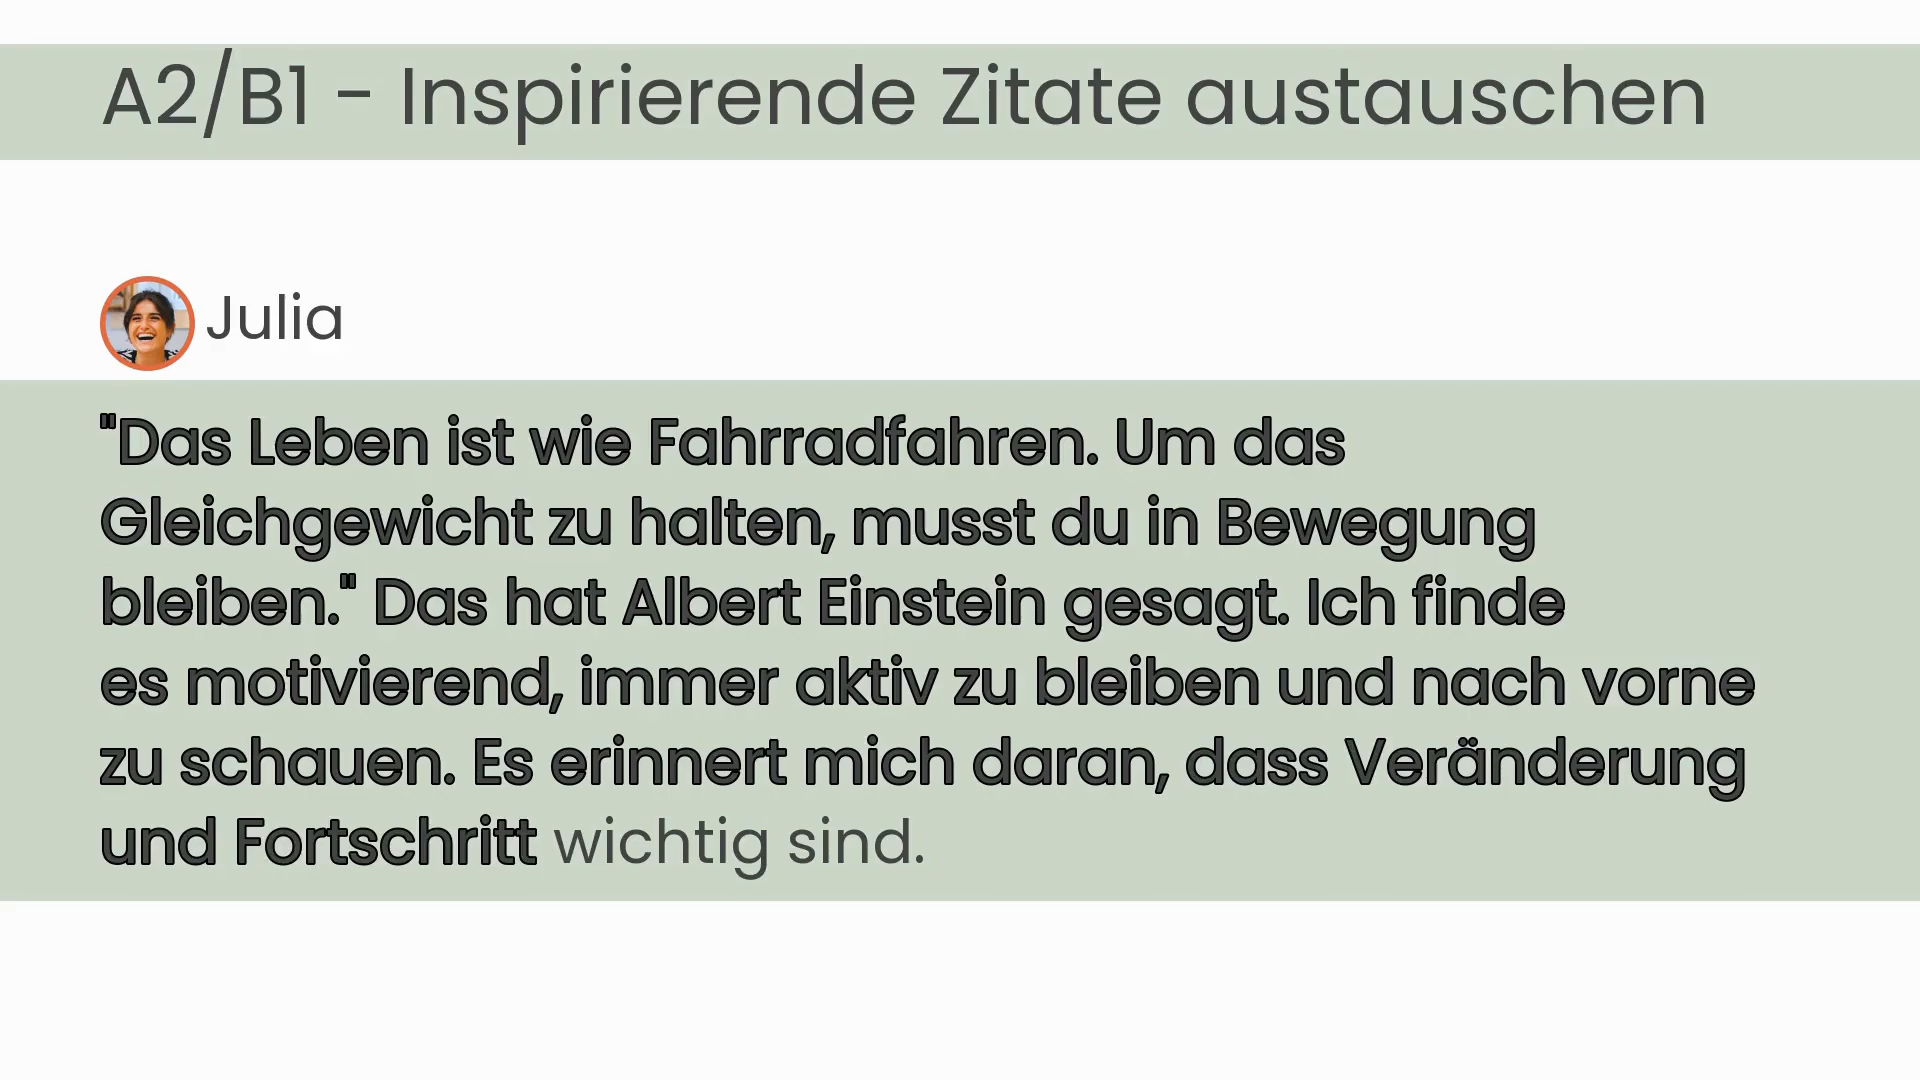 A2/B1 - Inspirierende Zitate austauschen
Julia
"Das Leben ist wie Fahrradfahren. Um das
Gleichgewicht zu halten, musst du in Bewegung
bleiben." Das hat Albert Einstein gesagt. Ich finde
es motivierend, immer aktiv zu bleiben und nach vorne
zu schauen. Es erinnert mich daran, dass Veränderung
und Fortschritt wichtig sind.